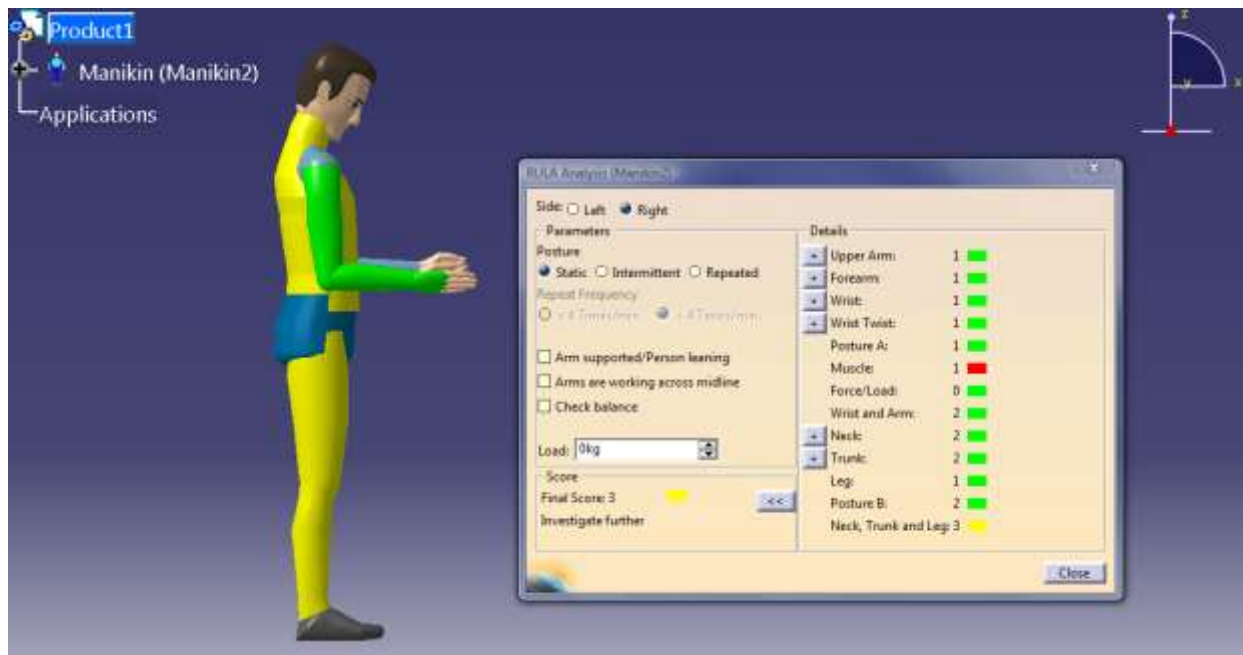 Product1
Manikin (Manikin2)
Applications
z
y
x
RULA Analysis (Manikin2)
Side: Left Right
Parameters
Posture
Static Intermittent Repeated
Repeat Frequency
Arm supported/Person leaning
Arms are working across midline
Check balance
Load: 0kg
Score
Final Score: 3
<<
Investigate further
Details
+ Upper Arm: 1
+ Forearm: 1
+ Wrist: 1
+ Wrist Twist: 1
Posture A: 1
Muscle: 1
Force/Load: 0
Wrist and Arm: 2
+ Neck: 2
+ Trunk: 2
Leg: 1
Posture B: 2
Neck, Trunk and Leg: 3
Close